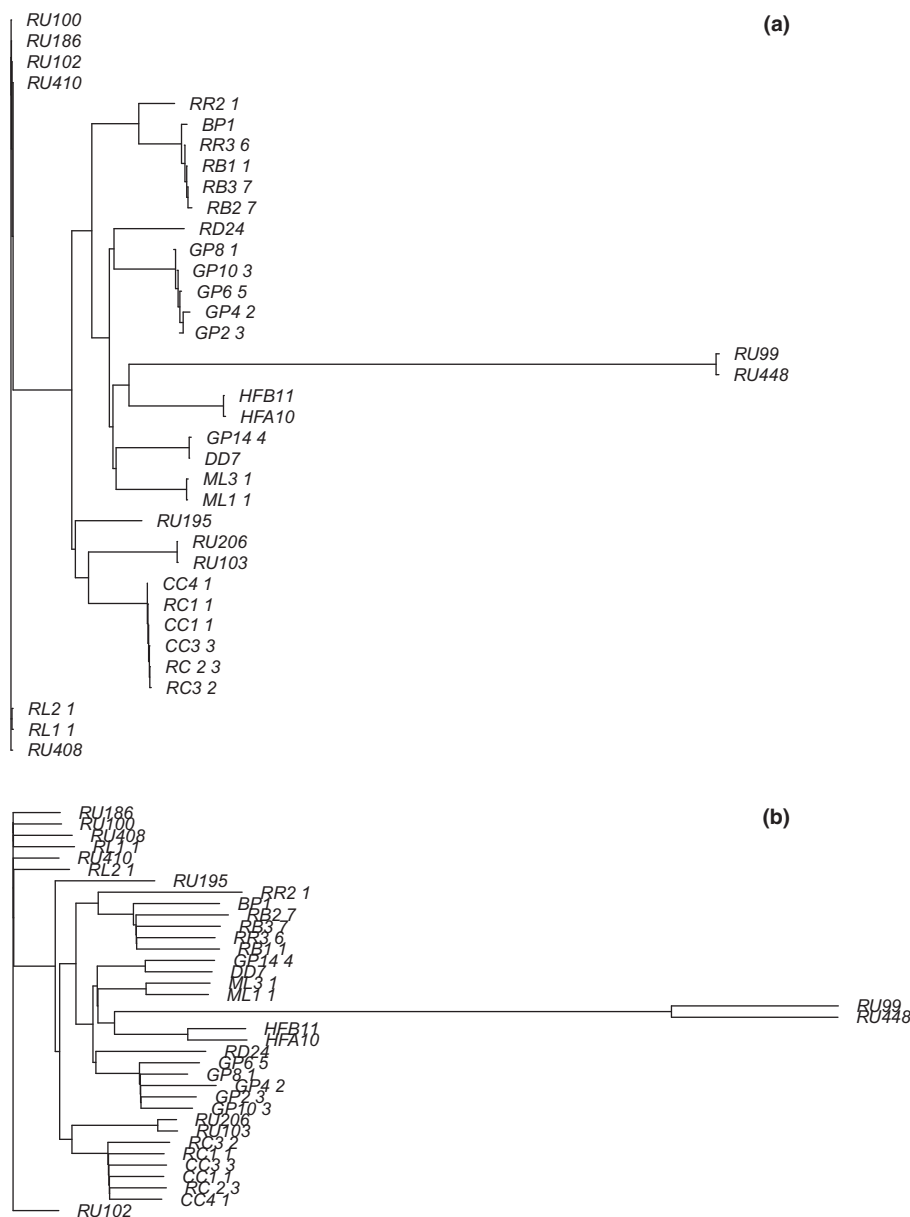 RU100
(a)
RU186
RU102
RU410
RR2 1
BP1
RR3 6
RB1 1
RB3 7
RB2 7
RD24
GP8 1
GP10 3
GP6 5
GP4 2
GP2 3
RU99
RU448
HFB11
HFA10
GP14 4
DD7
ML3 1
ML1 1
RU195
RU206
RU103
CC4 1
RC1 1
CC1 1
CC3 3
RC 2 3
RC3 2
RL2 1
RL1 1
RU408
RU186
(b)
RU100
RU408
RL1 1
RU410
RL2 1
RU195
RR2 1
BP1
RB2 7
RB3 7
RR3 6
RB1 1
GP14 4
DD7
ML3 1
ML1 1
RU99
RU448
HFB11
HFA10
RD24
GP6 5
GP8 1
GP4 2
GP2 3
GP10 3
RU206
RU103
RC3 2
RC1 1
CC3 3
CC1 1
RC 2 3
CC4 1
RU102